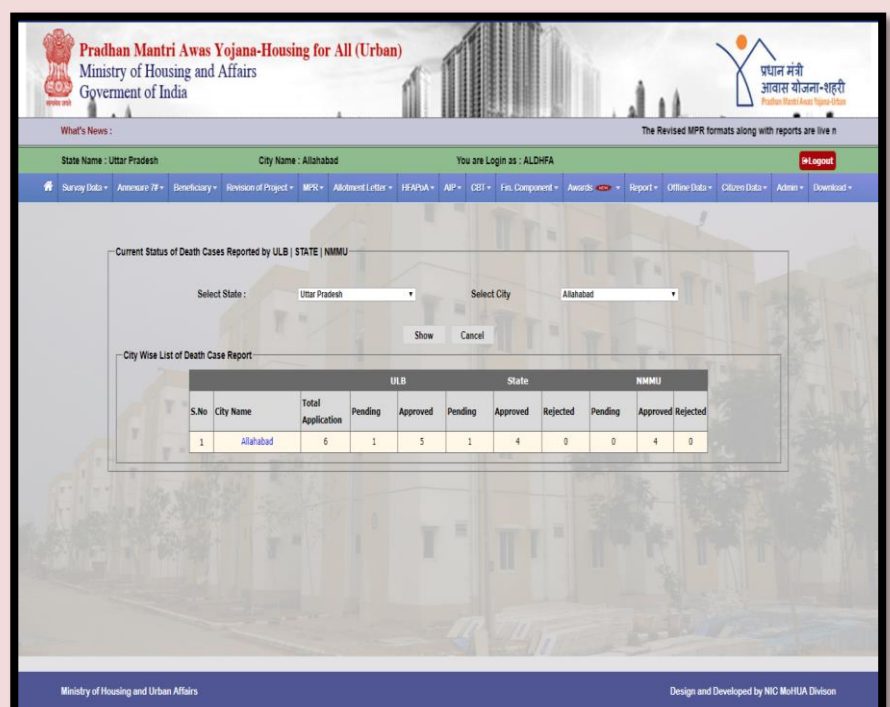 Pradhan Mantri Awas Yojana-Housing for All (Urban)
Ministry of Housing and Affairs
Goverment of India
प्रधान मंत्री
आवास योजना-शहरी
Pradhan Mantri Awas Yojana-Urban
What's News :
The Revised MPR formats along with reports are live n
State Name : Uttar Pradesh City Name : Allahabad You are Login as : ALDHFA Logout
Survay Data Annexure 7# Beneficiary Revision of Project MPR Allotment Letter HFAPoA AIP CBT Fin. Component Awards NEW Report Offline Data Citizen Data Admin Download
Current Status of Death Cases Reported by ULB | STATE | NMMU
Select State : Uttar Pradesh Select City Allahabad
Show Cancel
City Wise List of Death Case Report
ULB State NMMU
S.No City Name Total Application Pending Approved Pending Approved Rejected Pending Approved Rejected
1 Allahabad 6 1 5 1 4 0 0 4 0
Ministry of Housing and Urban Affairs Design and Developed by NIC MoHUA Divison